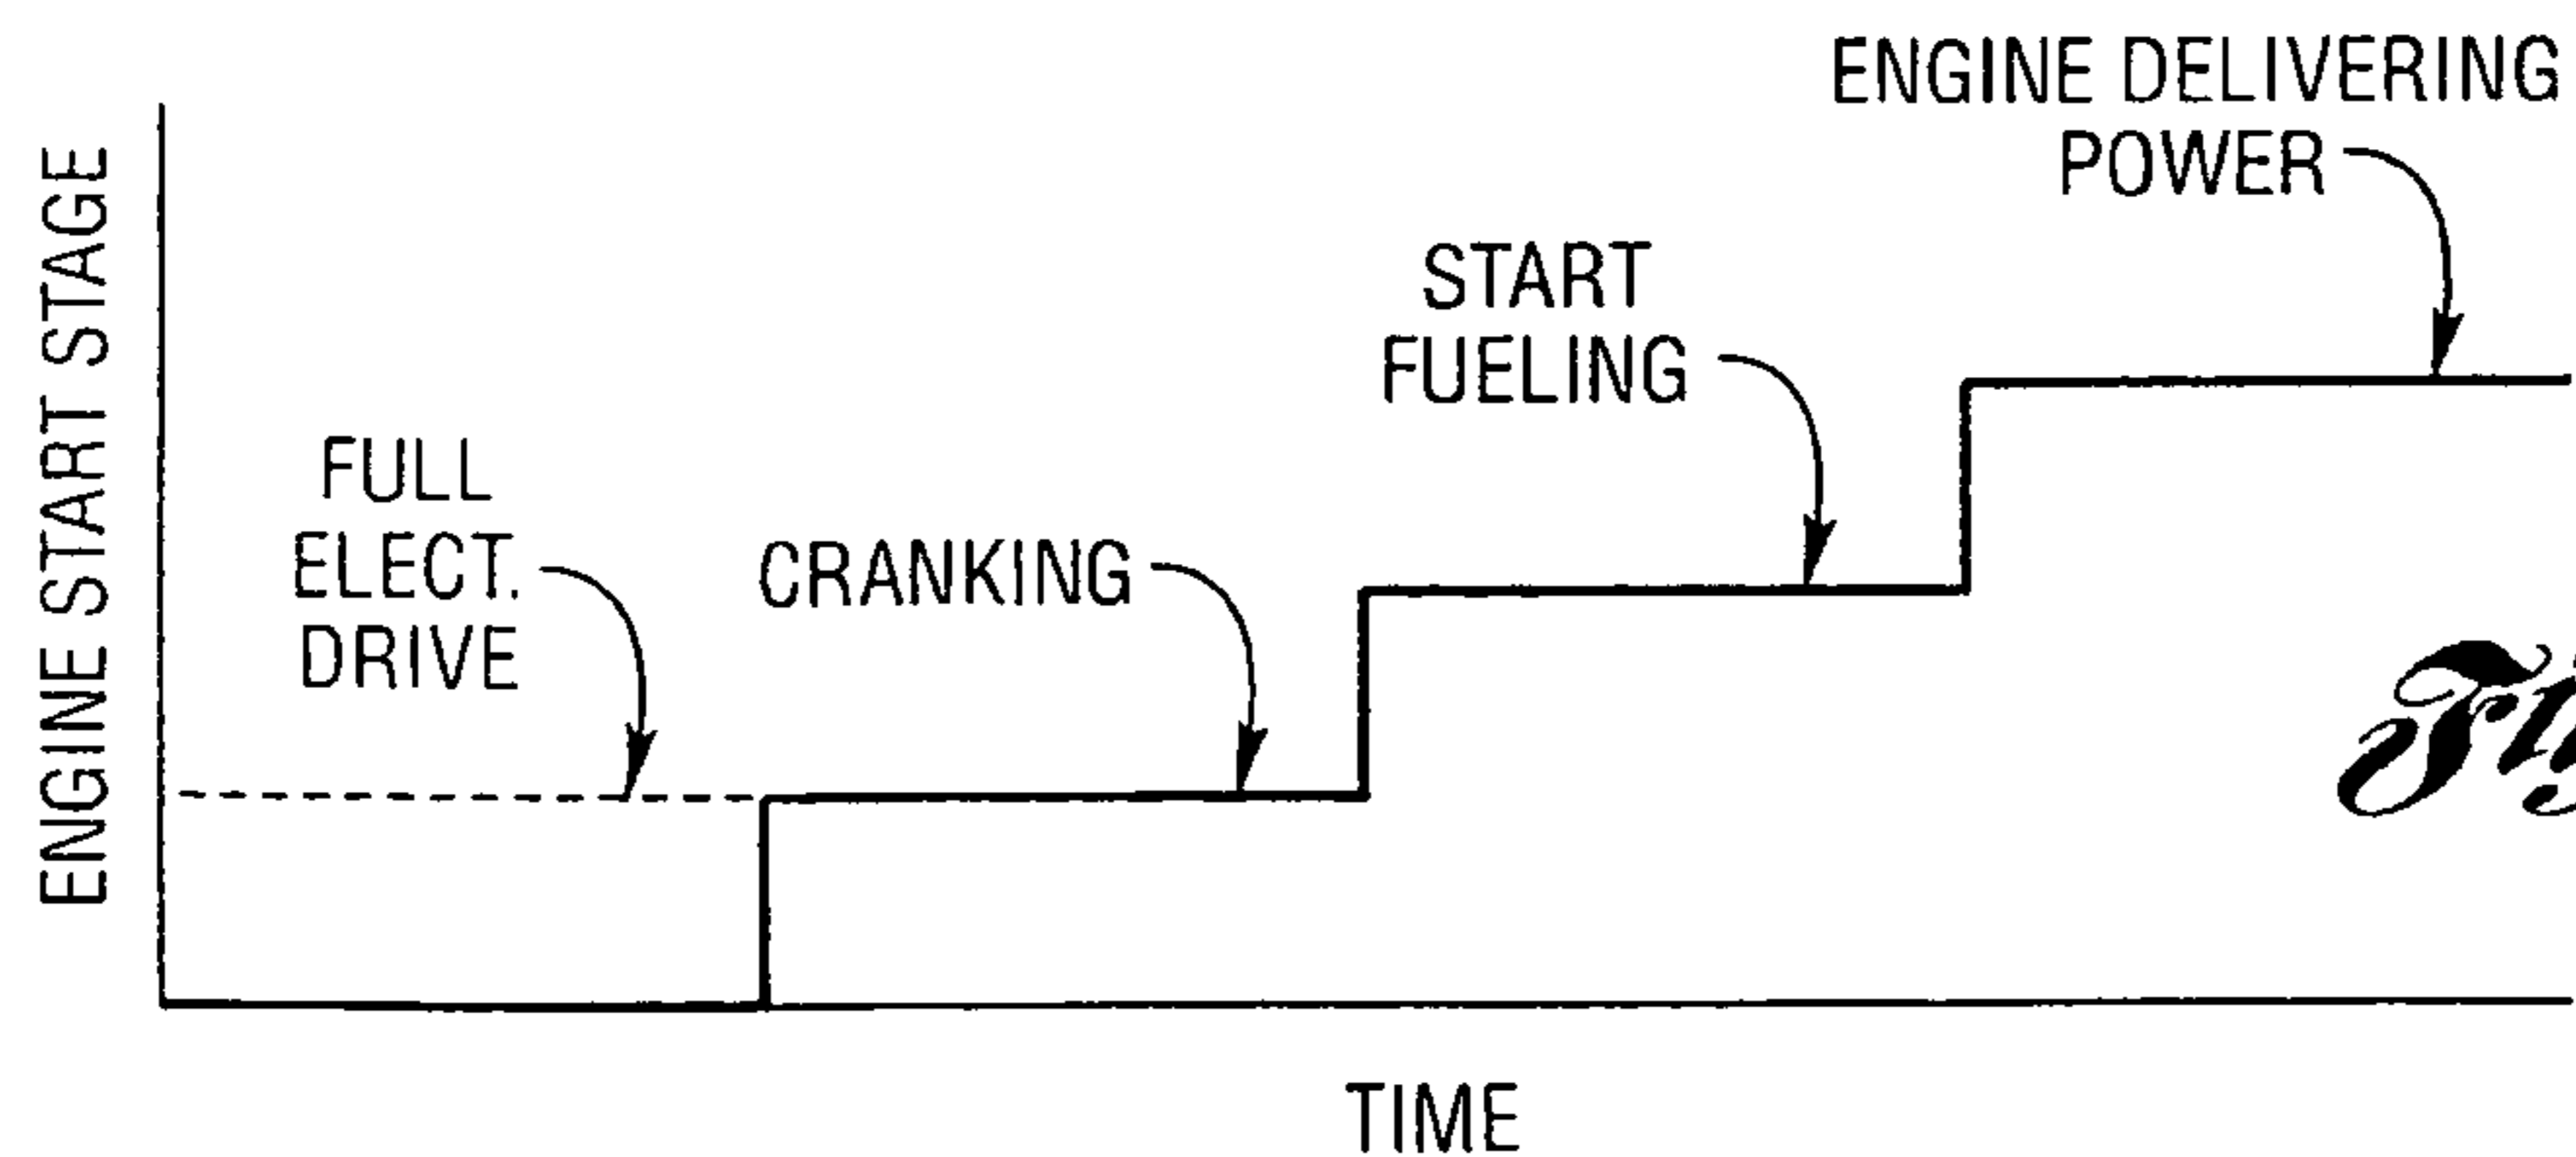 ENGINE DELIVERING
POWER
START
FUELING
FULL
ELECT.
DRIVE
CRANKING
ENGINE START STAGE
TIME